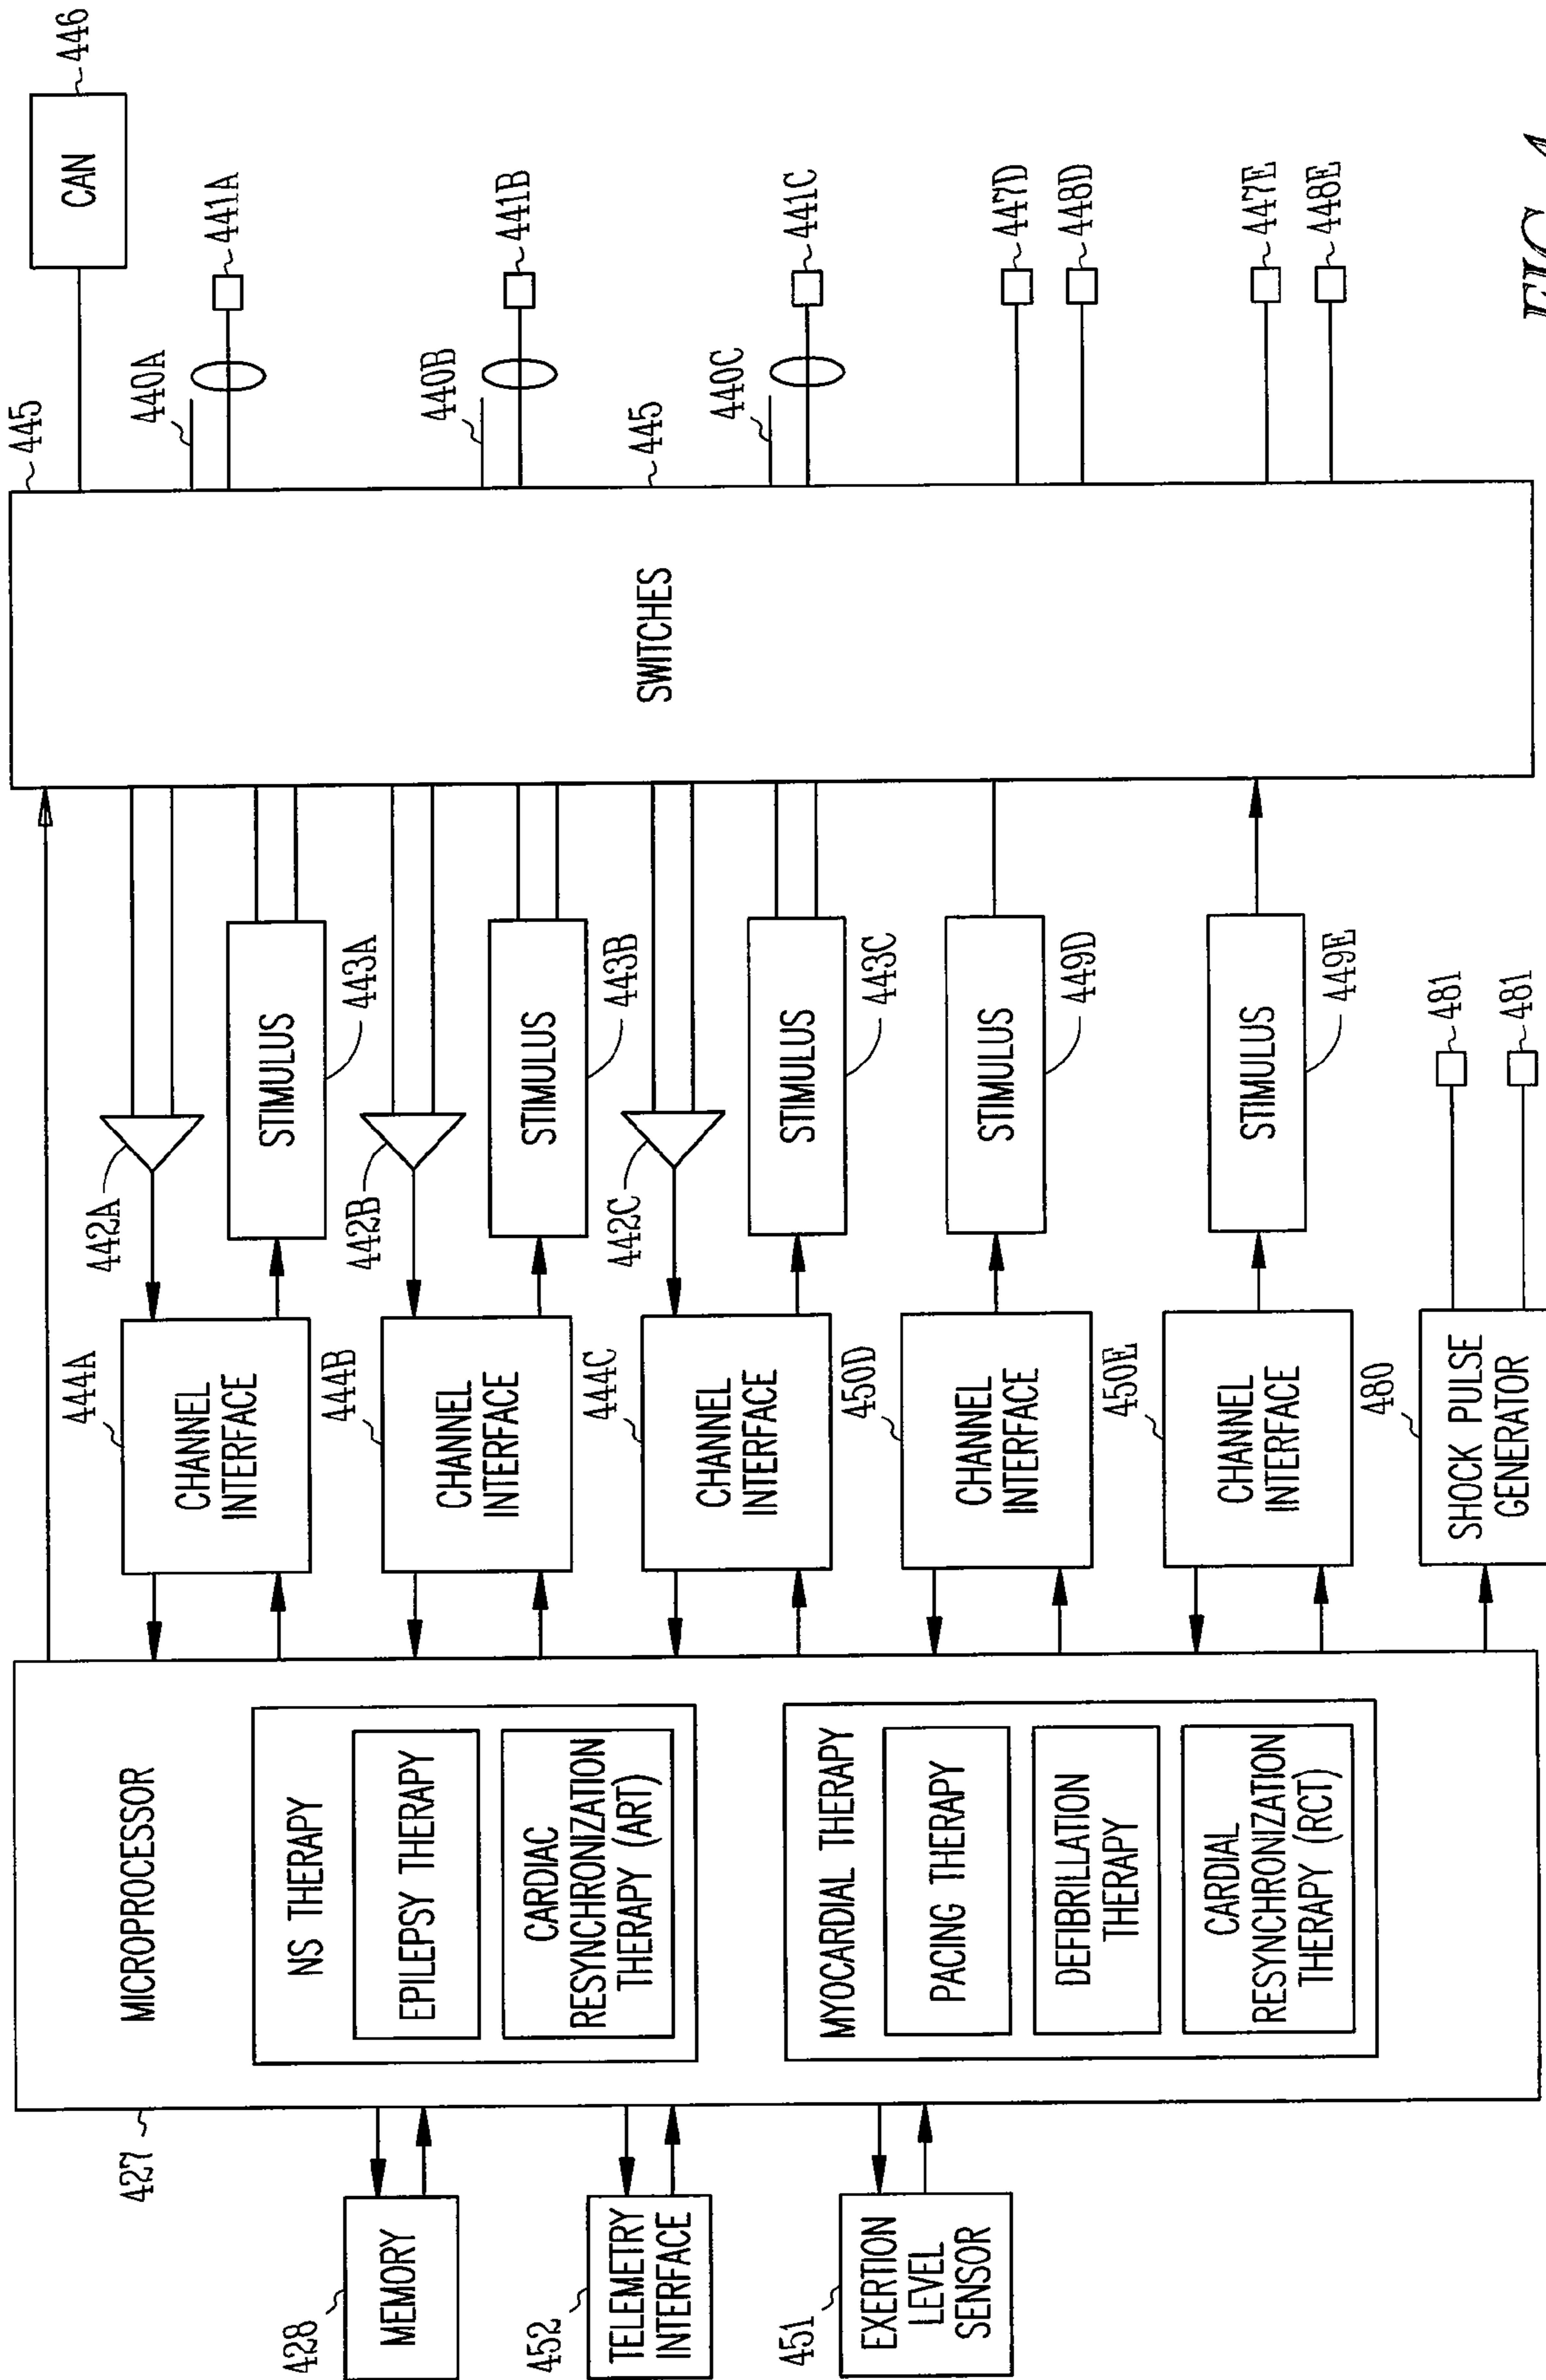 446
CAN
445
440A
441A
440B
441B
445
440C
441C
447D
448D
447E
448E
SWITCHES
442A
STIMULUS
443A
442B
STIMULUS
443B
442C
STIMULUS
443C
STIMULUS
449D
STIMULUS
449E
481
481
444A
CHANNEL
INTERFACE
444B
CHANNEL
INTERFACE
444C
CHANNEL
INTERFACE
450D
CHANNEL
INTERFACE
450E
CHANNEL
INTERFACE
480
SHOCK PULSE
GENERATOR
427
MICROPROCESSOR
NS THERAPY
EPILEPSY THERAPY
CARDIAC
RESYNCHRONIZATION
THERAPY (ART)
MYOCARDIAL THERAPY
PACING THERAPY
DEFIBRILLATION
THERAPY
CARDIAL
RESYNCHRONIZATION
THERAPY (RCT)
428
MEMORY
452
TELEMETRY
INTERFACE
451
EXERTION
LEVEL
SENSOR